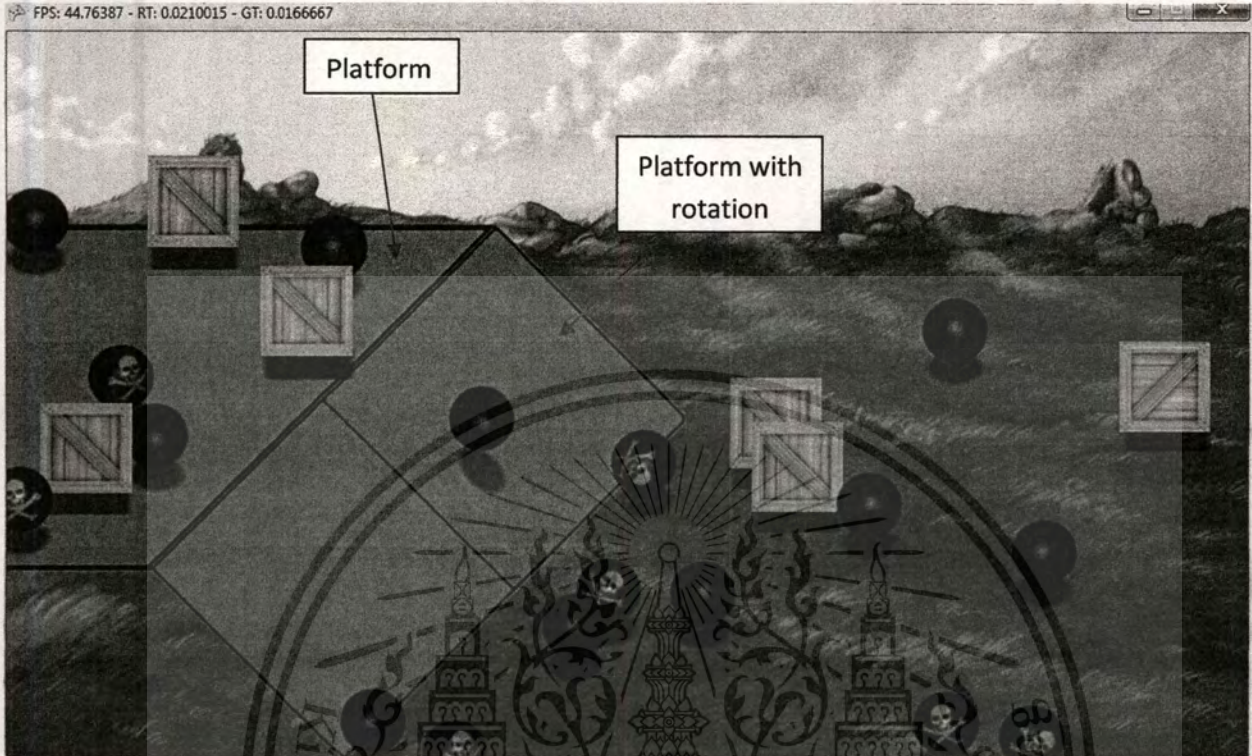 FPS: 44.76387 - RT: 0.0210015 - GT: 0.0166667
Platform
Platform with
rotation